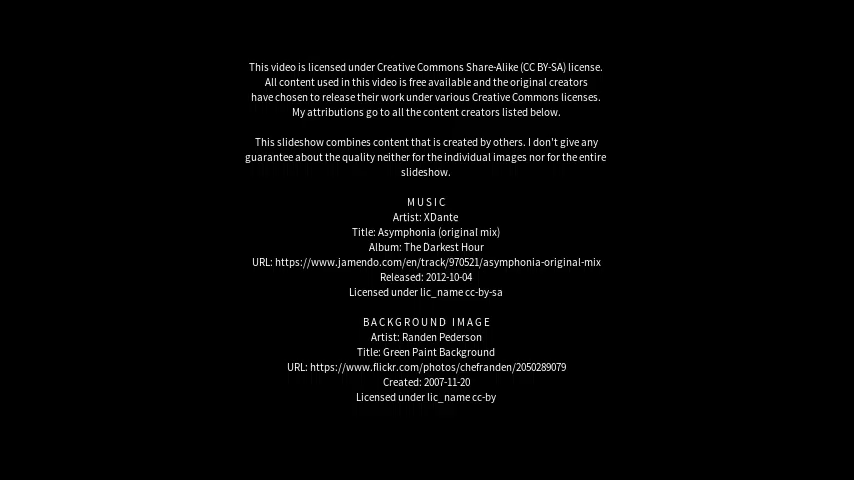 This video is licensed under Creative Commons Share-Alike (CC BY-SA) license.
All content used in this video is free available and the original creators
have chosen to release their work under various Creative Commons licenses.
My attributions go to all the content creators listed below.
This slideshow combines content that is created by others. I don't give any
guarantee about the quality neither for the individual images nor for the entire
slideshow.
MUSIC
Artist: XDante
Title: Asymphonia (original mix)
Album: The Darkest Hour
URL: https://www.jamendo.com/en/track/970521/asymphonia-original-mix
Released: 2012-10-04
Licensed under lic_name cc-by-sa
BACKGROUND IMAGE
Artist: Randen Pederson
Title: Green Paint Background
URL: https://www.flickr.com/photos/chefranden/2050289079
Created: 2007-11-20
Licensed under lic_name cc-by